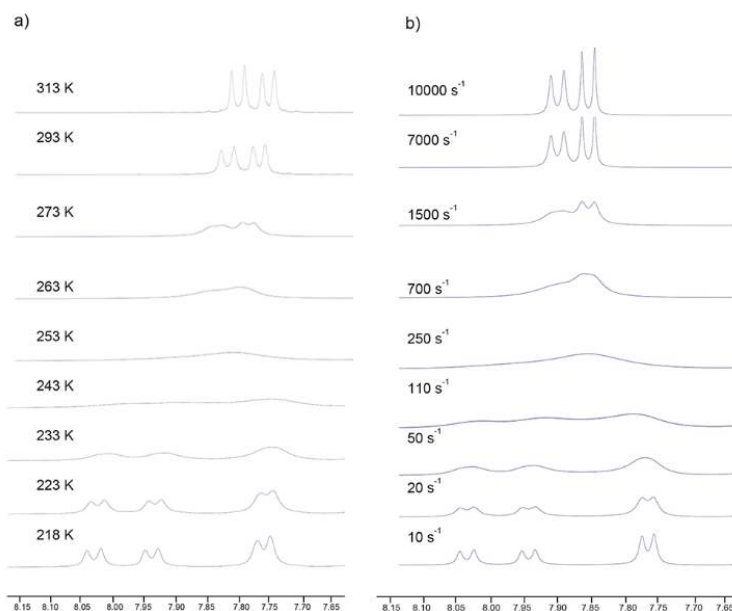 a)
313 K
293 K
273 K
263 K
253 K
243 K
233 K
223 K
218 K
8.15 8.10 8.05 8.00 7.95 7.90 7.85 7.80 7.75 7.70
b)
10000 s⁻¹
7000 s⁻¹
1500 s⁻¹
700 s⁻¹
250 s⁻¹
110 s⁻¹
50 s⁻¹
20 s⁻¹
10 s⁻¹
8.15 8.10 8.05 8.00 7.95 7.90 7.85 7.80 7.75 7.70 7.65